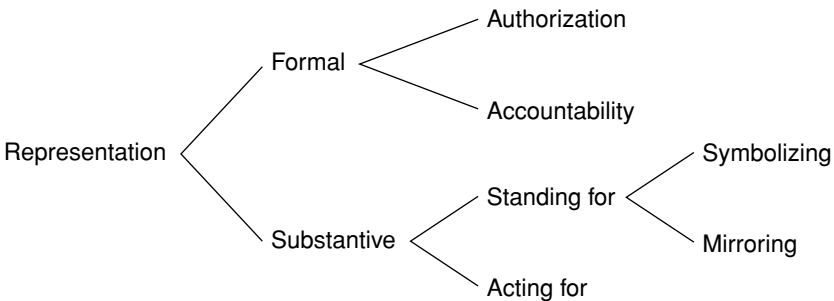 Authorization
Formal
Accountability
Representation
Symbolizing
Standing for
Substantive
Mirroring
Acting for